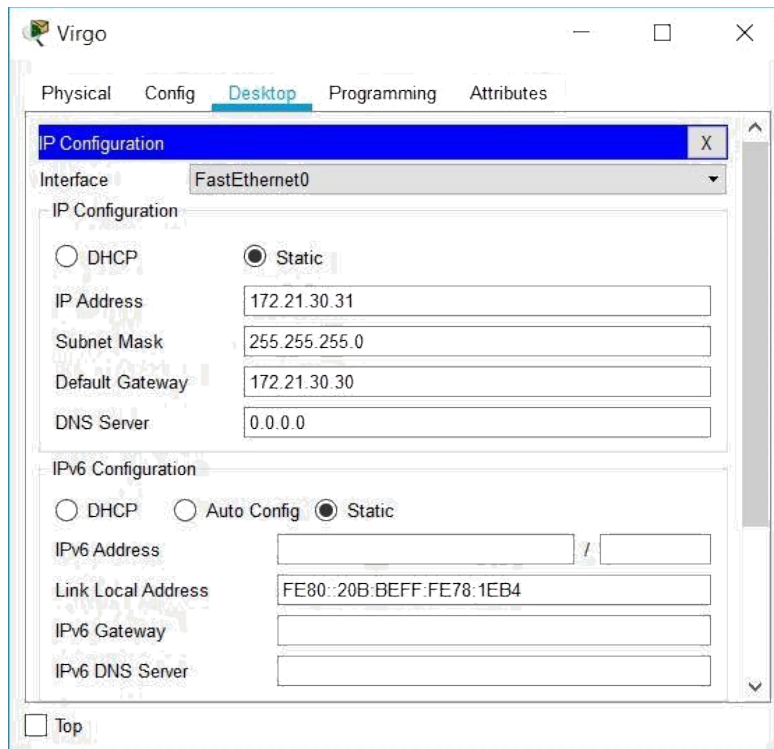 Virgo
Physical Config Desktop Programming Attributes
IP Configuration X
Interface FastEthernet0
IP Configuration
DHCP Static
IP Address 172.21.30.31
Subnet Mask 255.255.255.0
Default Gateway 172.21.30.30
DNS Server 0.0.0.0
IPv6 Configuration
DHCP Auto Config Static
IPv6 Address /
Link Local Address FE80::20B:BEFF:FE78:1EB4
IPv6 Gateway
IPv6 DNS Server
Top